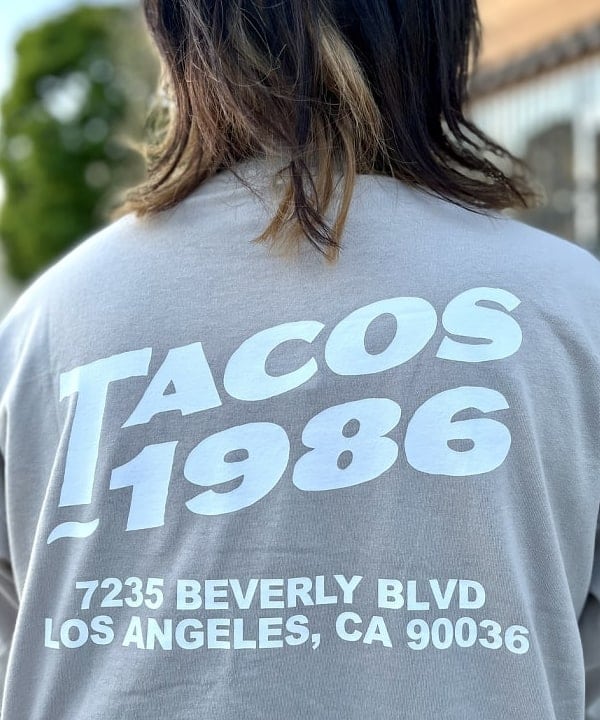 TACOS
1986
7235 BEVERLY BLVD
LOS ANGELES, CA 90036